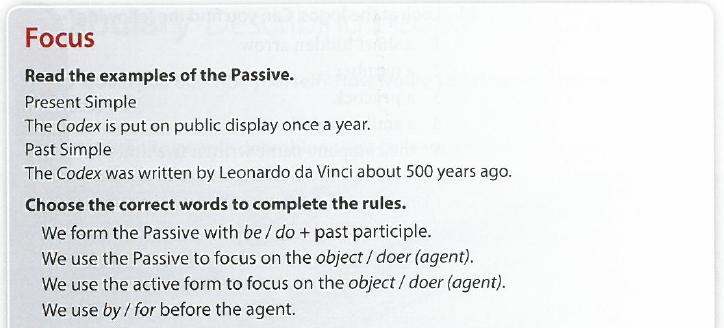 Focus
Read the examples of the Passive.
Present Simple
The Codex is put on public display once a year.
Past Simple
The Codex was written by Leonardo da Vinci about 500 years ago.
Choose the correct words to complete the rules.
We form the Passive with be / do + past participle.
We use the Passive to focus on the object / doer (agent).
We use the active form to focus on the object / doer (agent).
We use by / for before the agent.